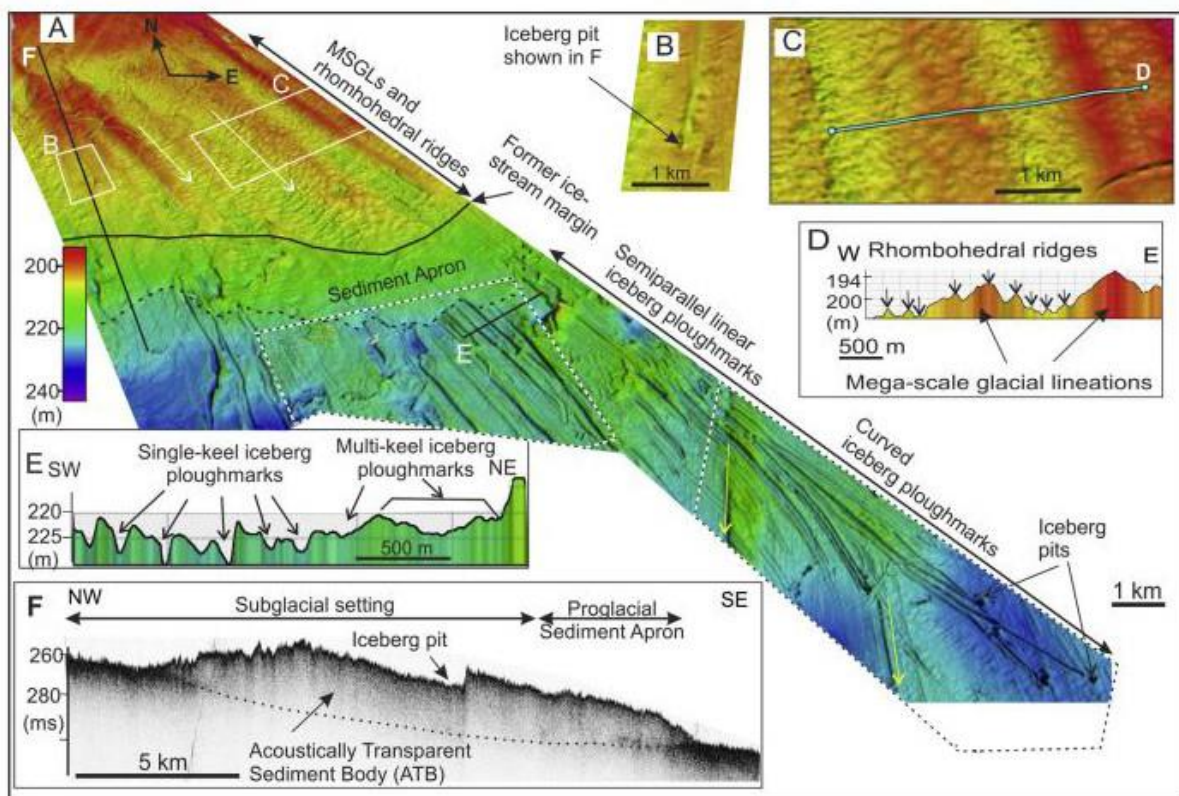 A
F
N
E
B
C
MSGLs and
rhomhohedral ridges
Former ice-
stream margin
Sediment Apron
Semiparallel linear
iceberg ploughmarks
E
Curved
iceberg ploughmarks
Iceberg
pits
1 km
200
220
240
(m)
Iceberg pit
shown in F
B
1 km
C
D
1 km
D
W
Rhombohedral ridges
E
194
200
(m)
500 m
Mega-scale glacial lineations
E
SW
Single-keel iceberg
ploughmarks
Multi-keel iceberg
ploughmarks
NE
220
225
(m)
500 m
F
NW
Subglacial setting
Proglacial
Sediment Apron
SE
Iceberg pit
260
280
(ms)
5 km
Acoustically Transparent
Sediment Body (ATB)